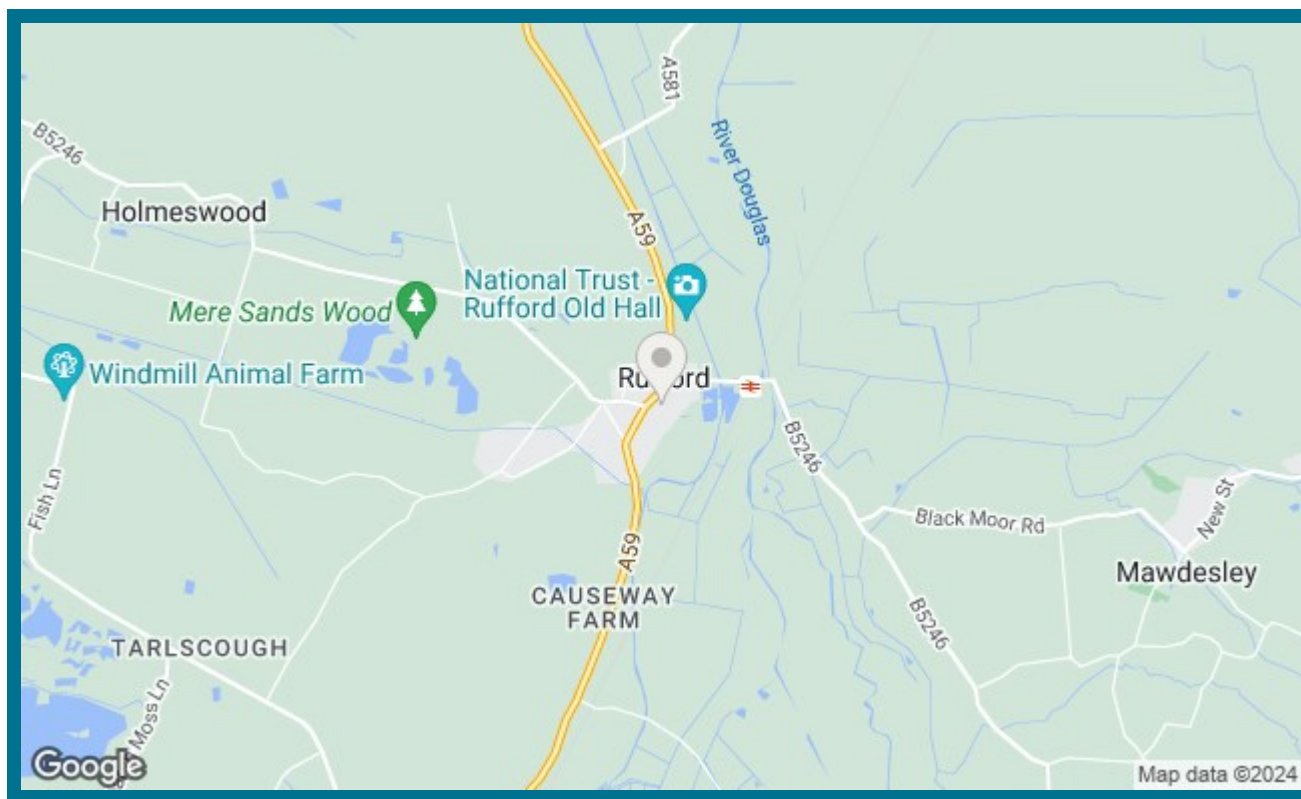 A581
B5246
River Douglas
Holmeswood
A59
National Trust -
Rufford Old Hall
Mere Sands Wood
Windmill Animal Farm
Rufford
B5246
Fish Ln
New St
Black Moor Rd
A59
Mawdesley
CAUSEWAY
FARM
B5246
TARLSCOUGH
Moss Ln
Google
Map data ©2024